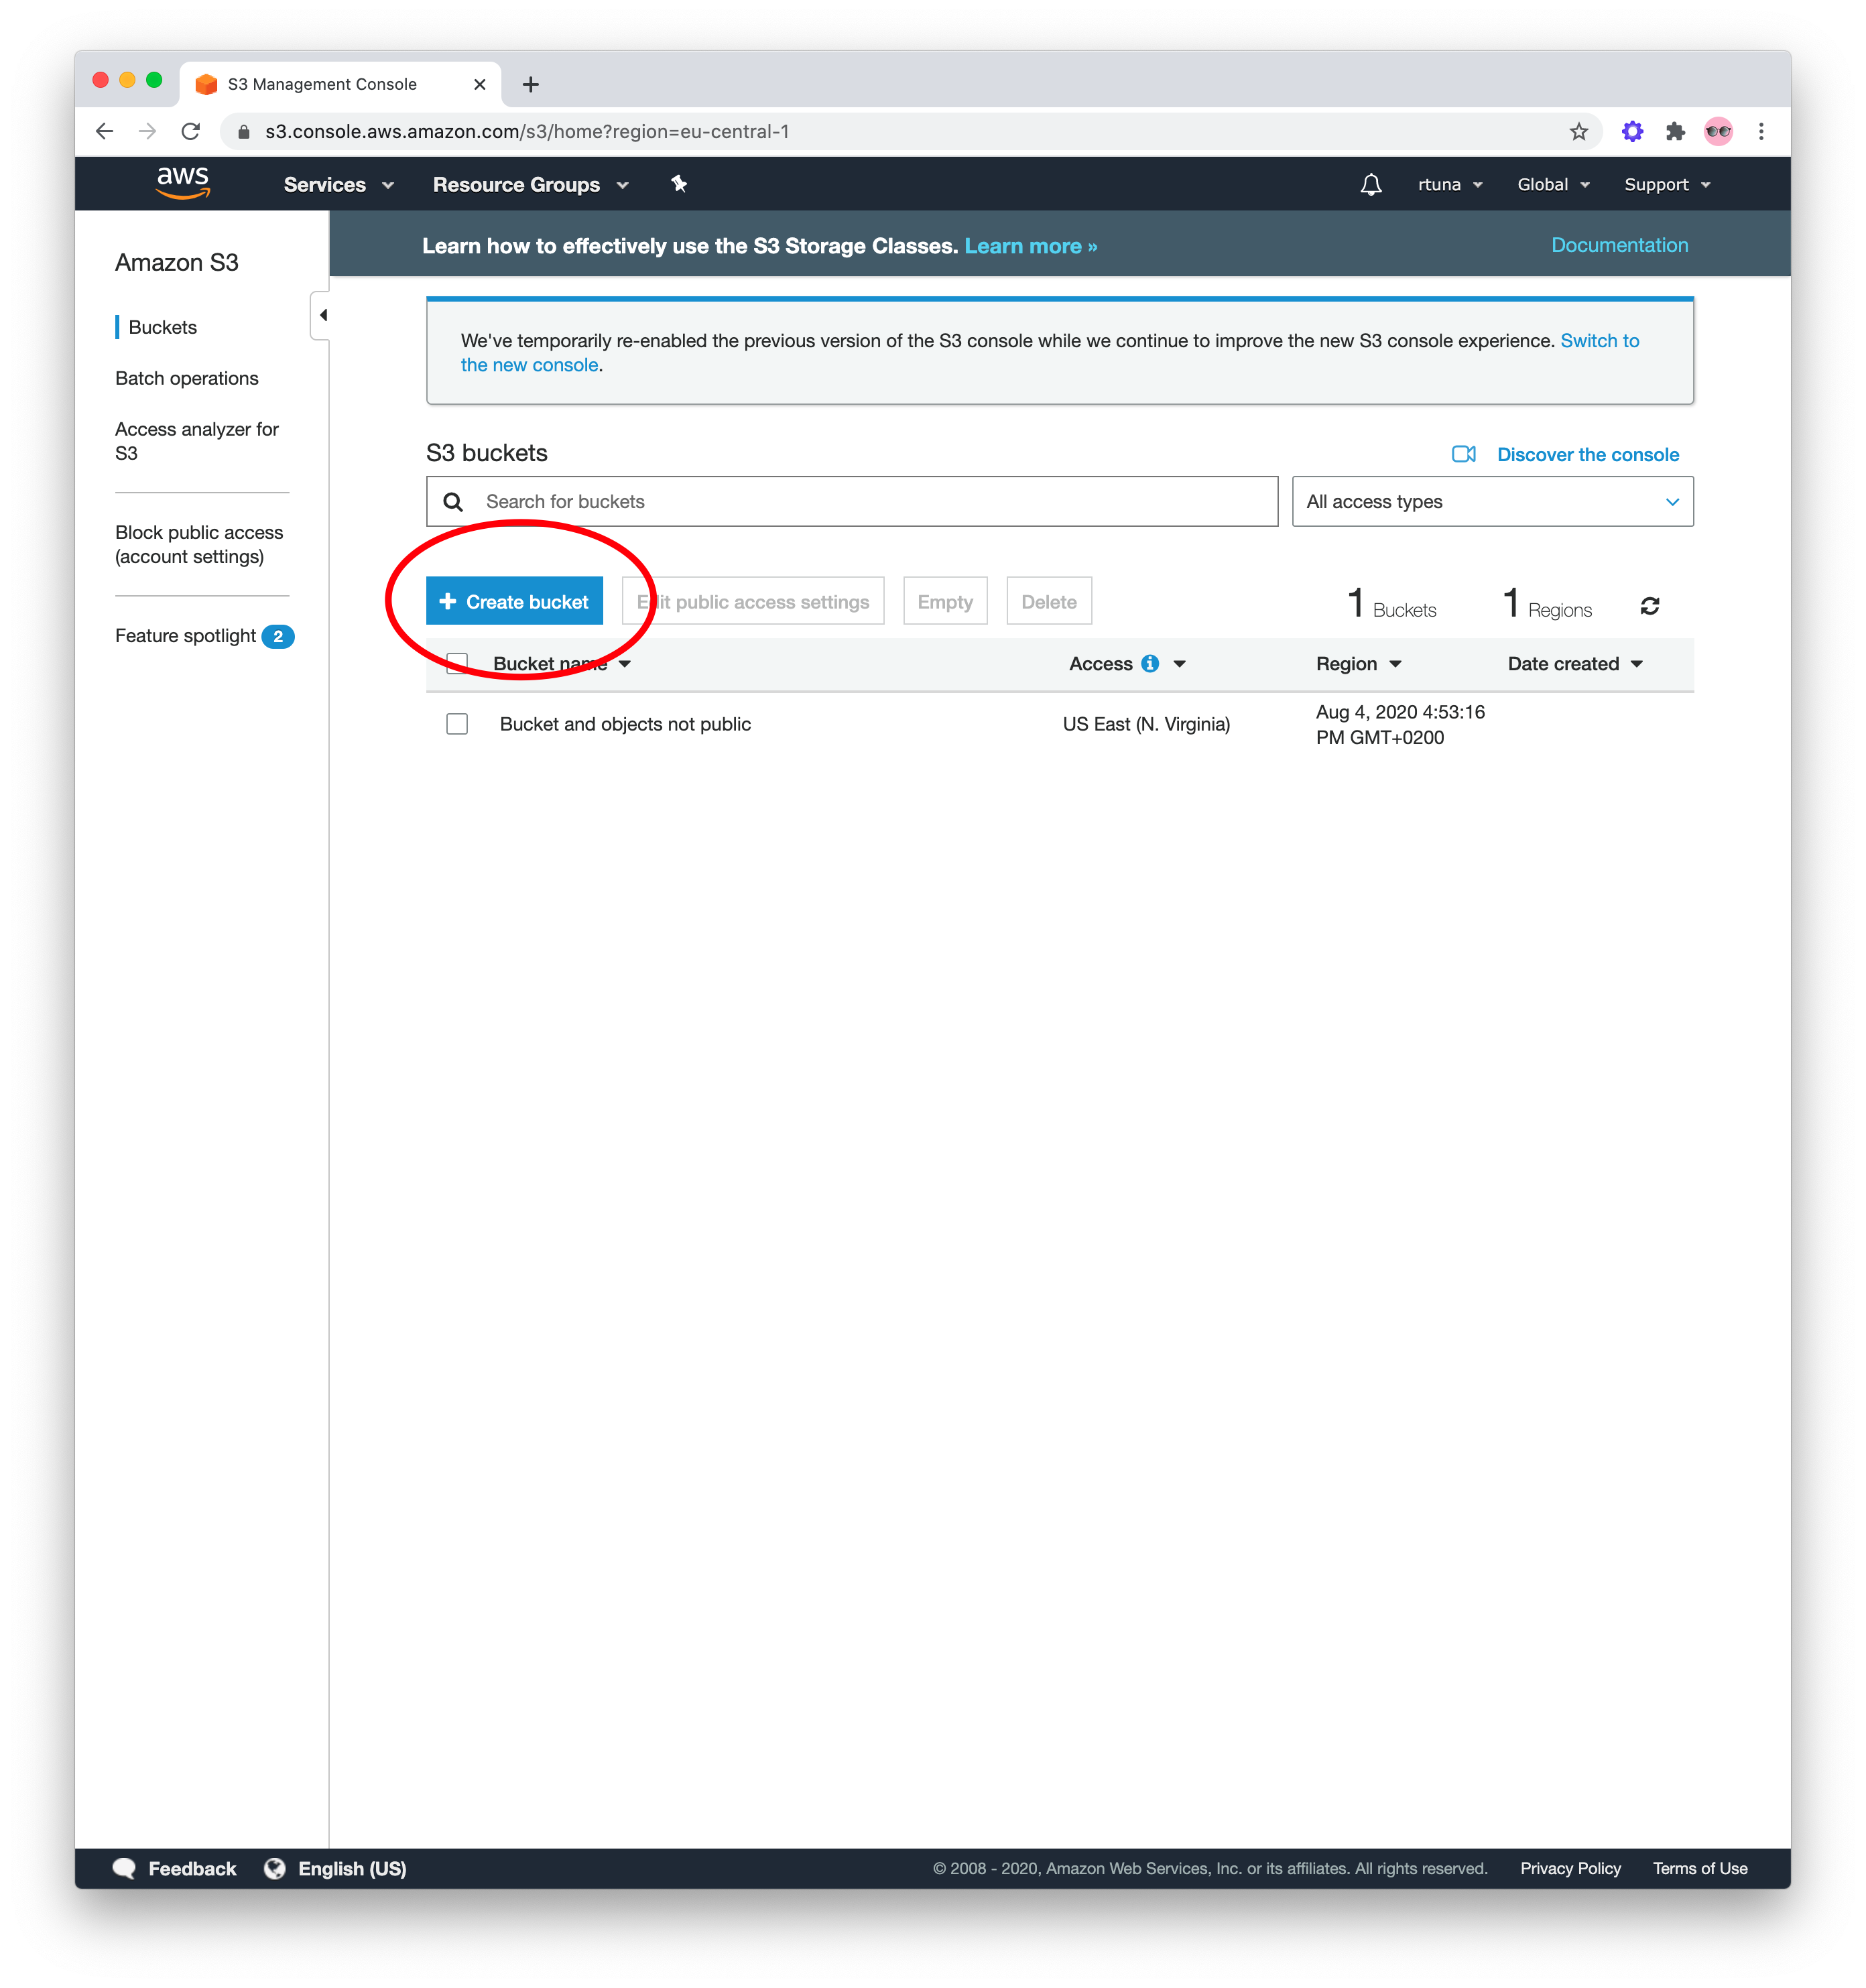 S3 Management Console
s3.console.aws.amazon.com/s3/home?region=eu-central-1
aws Services Resource Groups rtuna Global Support
Amazon S3
Buckets
Batch operations
Access analyzer for
S3
Block public access
(account settings)
Feature spotlight 2
Learn how to effectively use the S3 Storage Classes. Learn more » Documentation
We've temporarily re-enabled the previous version of the S3 console while we continue to improve the new S3 console experience. Switch to
the new console.
S3 buckets Discover the console
Search for buckets All access types
+ Create bucket Edit public access settings Empty Delete 1 Buckets 1 Regions
Bucket name Access Region Date created
Bucket and objects not public US East (N. Virginia) Aug 4, 2020 4:53:16
PM GMT+0200
Feedback English (US) © 2008 - 2020, Amazon Web Services, Inc. or its affiliates. All rights reserved. Privacy Policy Terms of Use